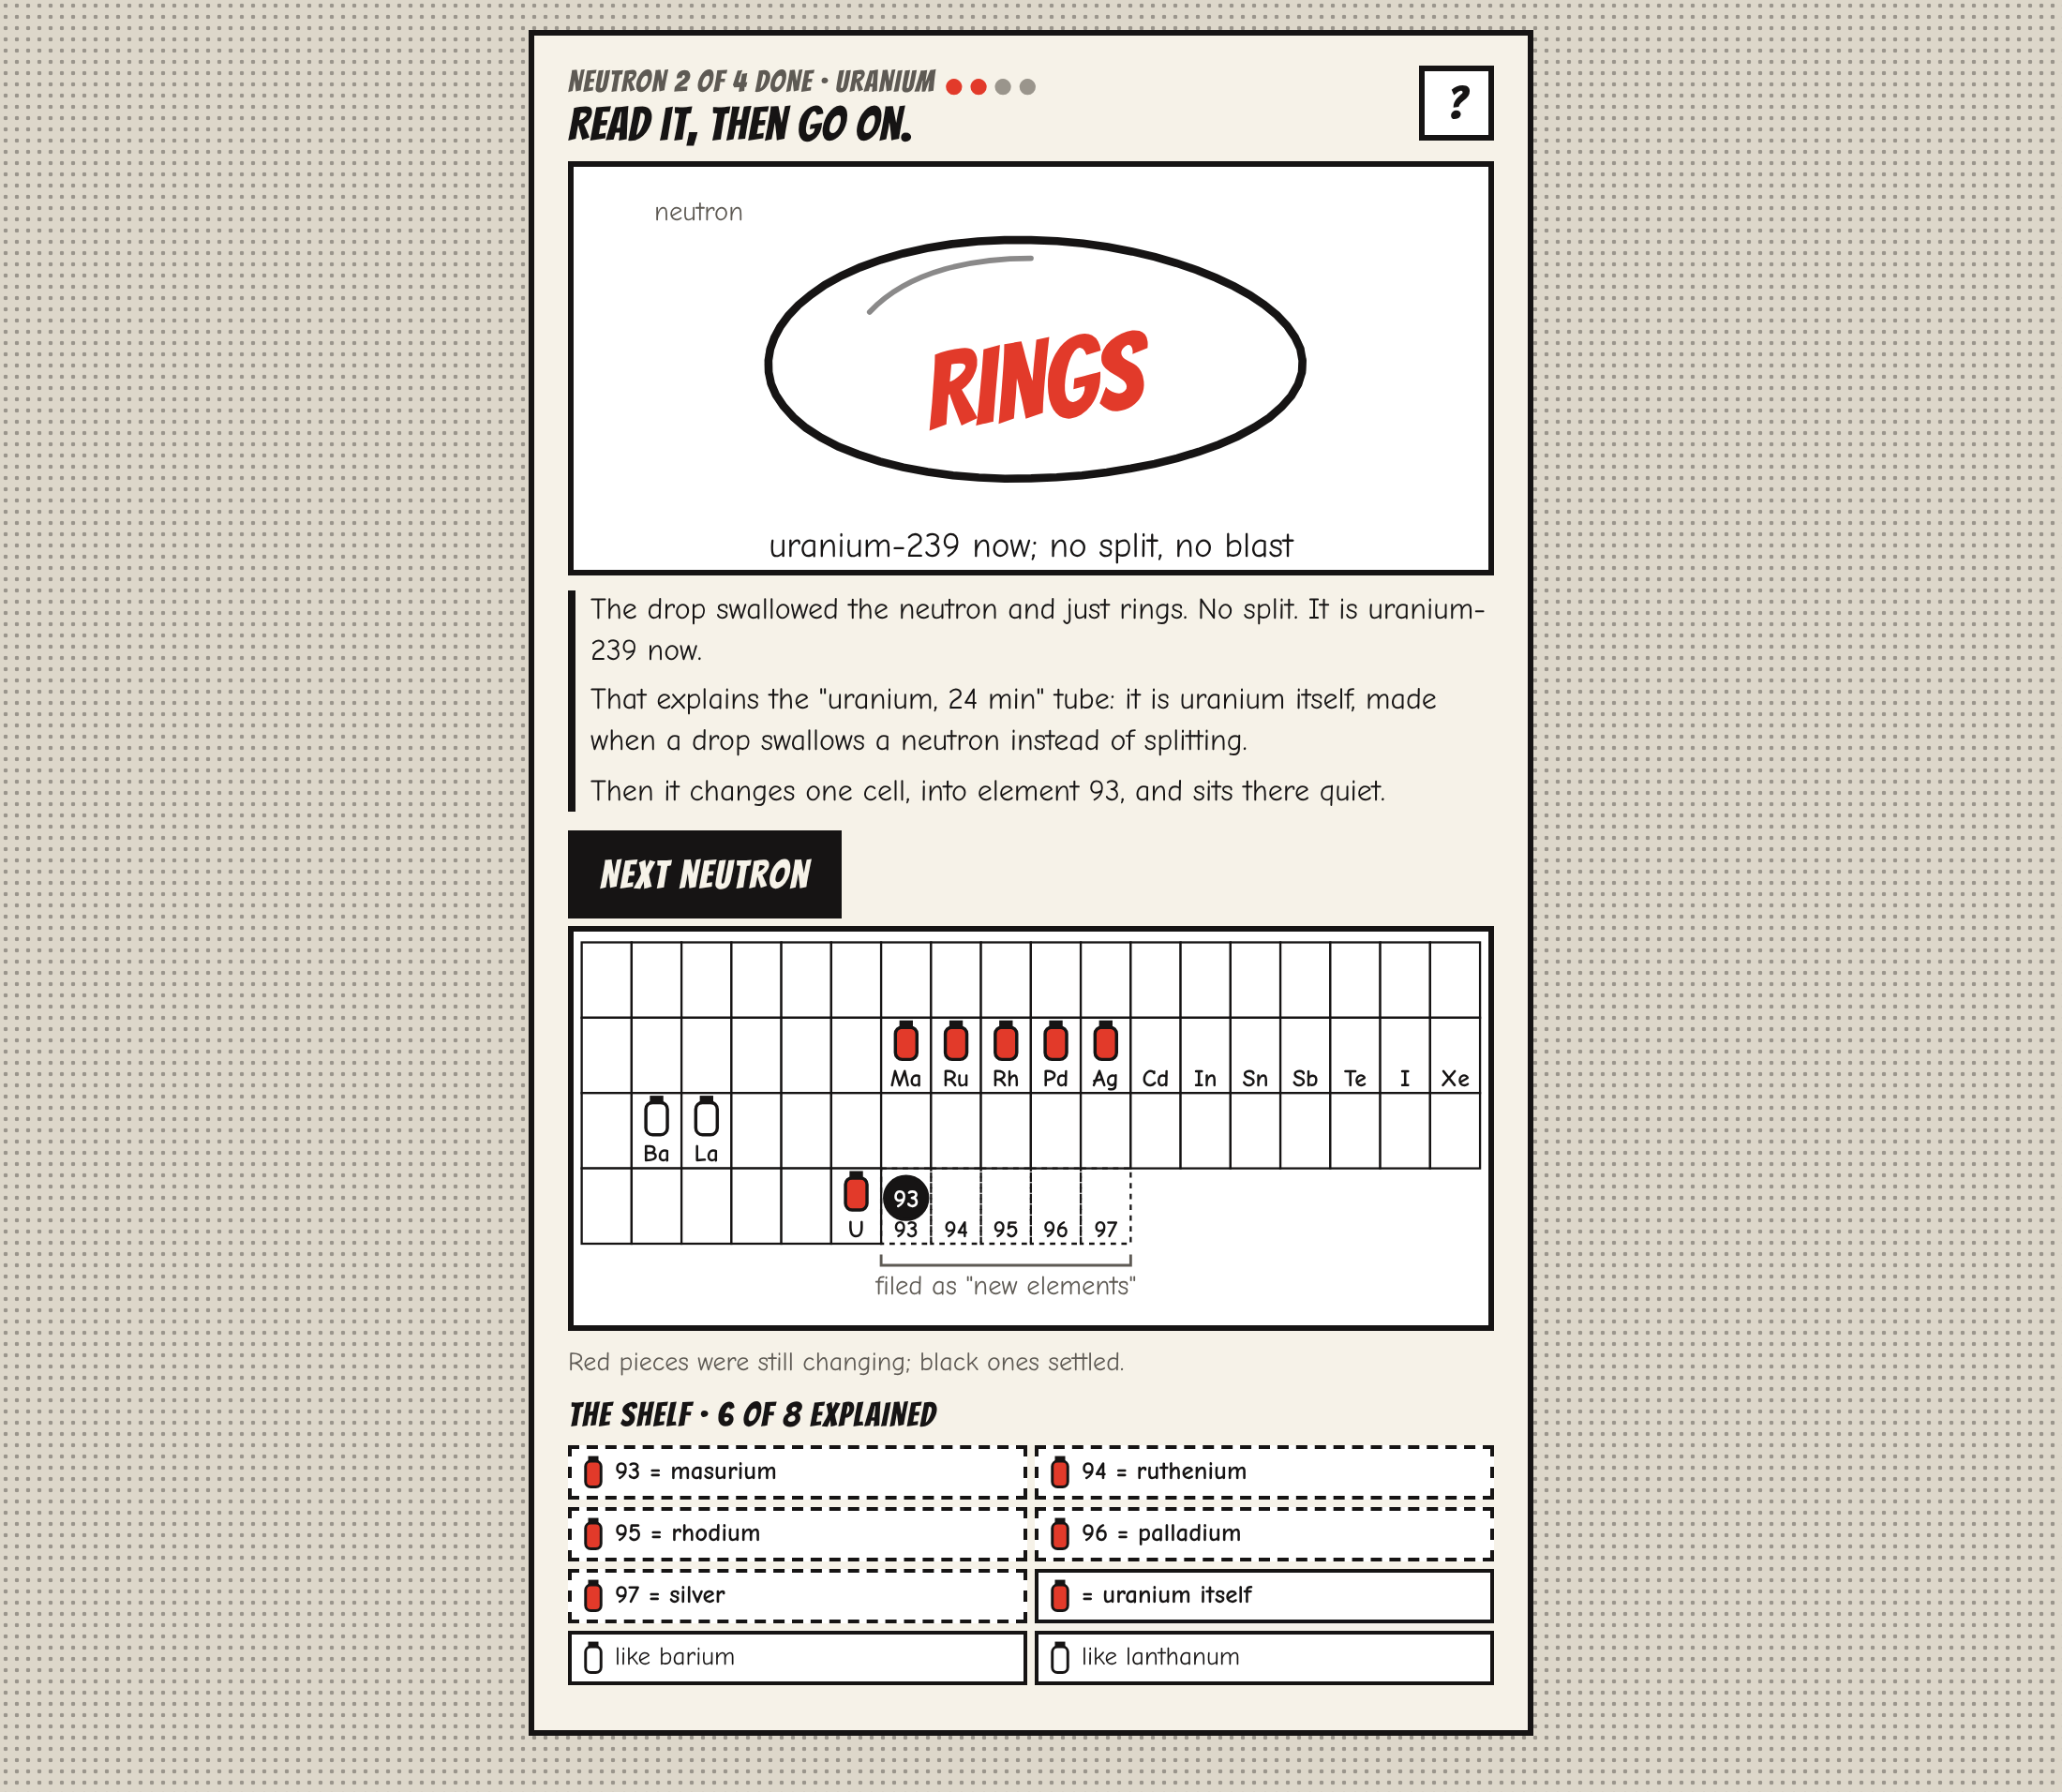 NEUTRON 2 OF 4 DONE · URANIUM
READ IT, THEN GO ON.
?
neutron
RINGS
uranium-239 now; no split, no blast
The drop swallowed the neutron and just rings. No split. It is uranium-
239 now.
That explains the "uranium, 24 min" tube: it is uranium itself, made
when a drop swallows a neutron instead of splitting.
Then it changes one cell, into element 93, and sits there quiet.
NEXT NEUTRON
Ma Ru Rh Pd Ag Cd In Sn Sb Te I Xe
Ba La
93
U 93 94 95 96 97
filed as "new elements"
Red pieces were still changing; black ones settled.
THE SHELF · 6 OF 8 EXPLAINED
93 = masurium
94 = ruthenium
95 = rhodium
96 = palladium
97 = silver
= uranium itself
like barium
like lanthanum